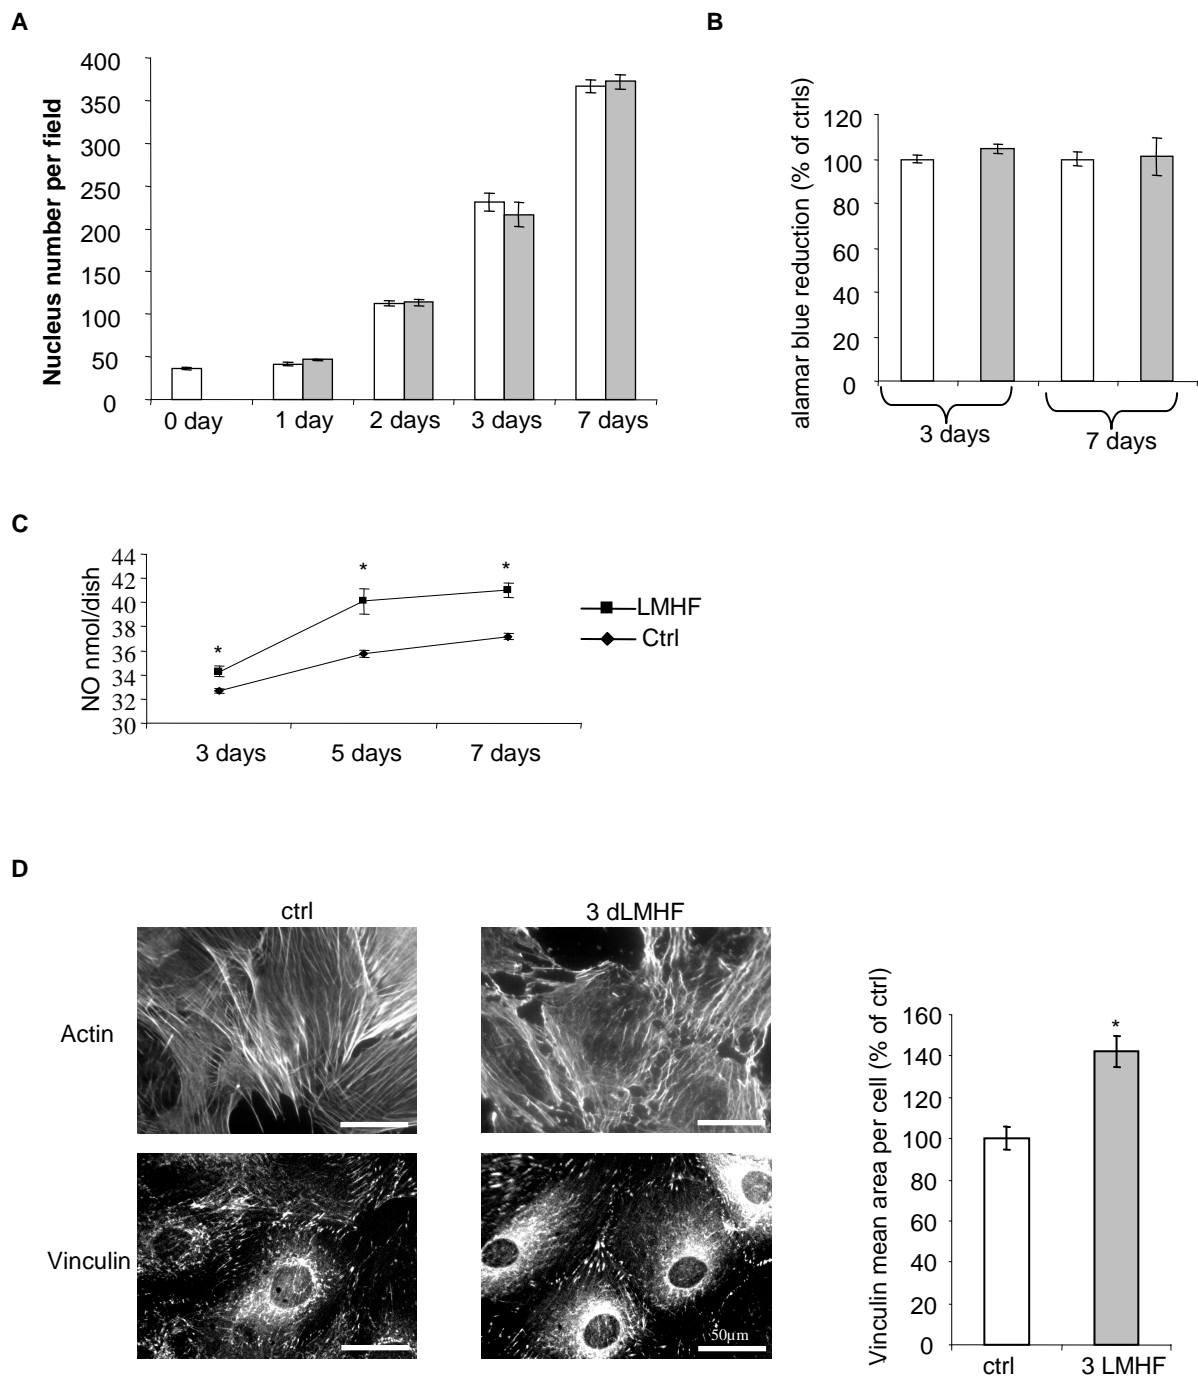 A
Nucleus number per field
400
350
300
250
200
150
100
50
0
0 day 1 day 2 days 3 days 7 days
B
alamar blue reduction (% of ctrls)
120
100
80
60
40
20
0
3 days 7 days
C
NO nmol/dish
44
42
40
38
36
34
32
30
* * *
3 days 5 days 7 days
LMHF
Ctrl
D
ctrl 3 dLMHF
Actin
Vinculin
50µm
Vinculin mean area per cell (% of ctrl)
160
140
120
100
80
60
40
20
0
*
ctrl 3 LMHF